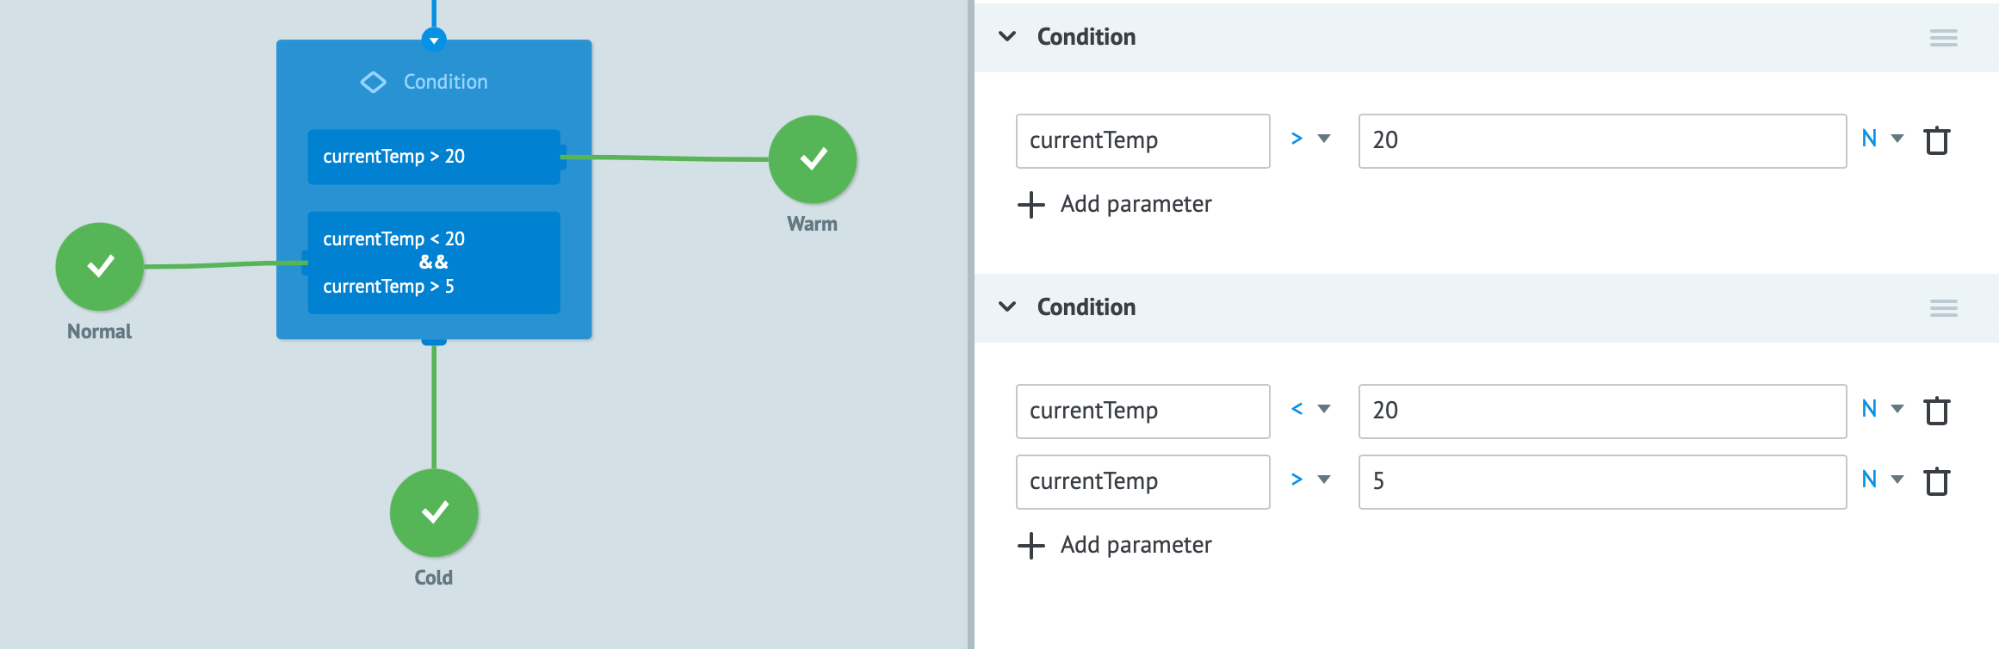 Condition
currentTemp > 20
currentTemp < 20
&&
currentTemp > 5
Warm
Normal
Cold
Condition
currentTemp > 20 N
Add parameter
Condition
currentTemp < 20 N
currentTemp > 5 N
Add parameter